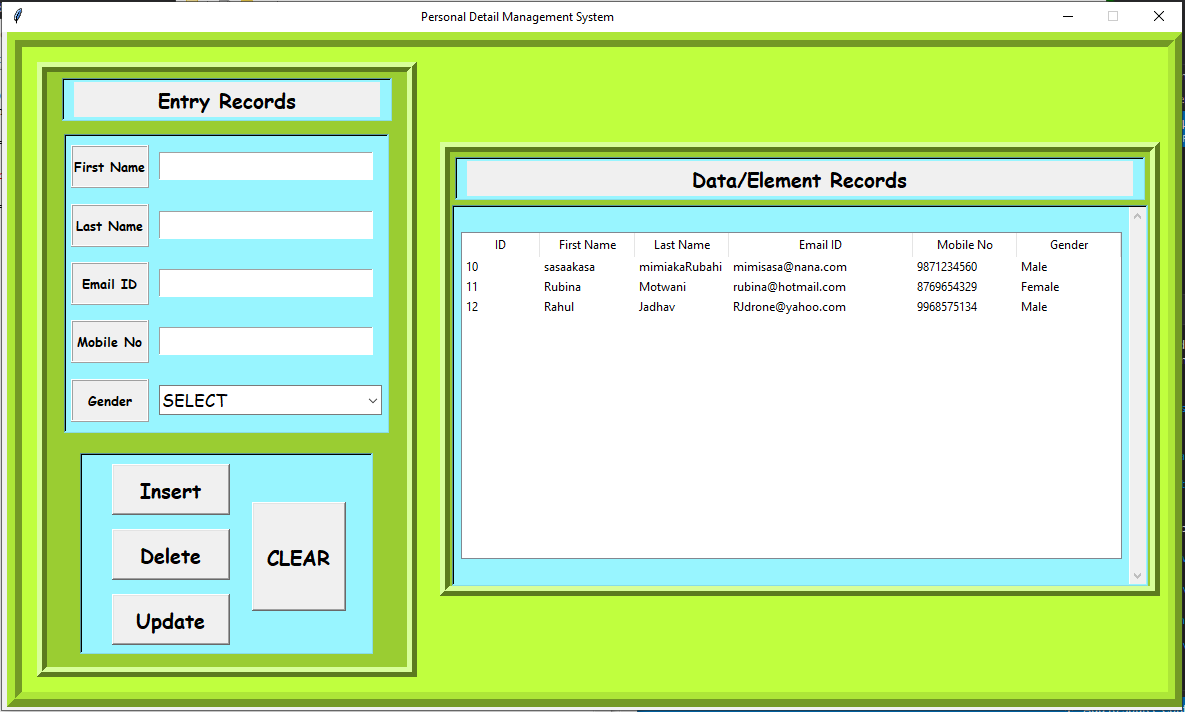 Personal Detail Management System
Entry Records
First Name
Last Name
Email ID
Mobile No
Gender SELECT
Insert
Delete
Update
CLEAR
Data/Element Records
ID First Name Last Name Email ID Mobile No Gender
10 sasaakasa mimiakaRubahi mimisasa@nana.com 9871234560 Male
11 Rubina Motwani rubina@hotmail.com 8769654329 Female
12 Rahul Jadhav RJdrone@yahoo.com 9968575134 Male